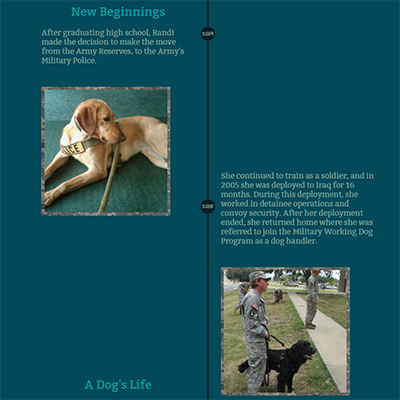 New Beginnings
After graduating high school, Randi
made the decision to make the move
from the Army Reserves, to the Army's
Military Police.
2004
She continued to train as a soldier, and in
2005 she was deployed to Iraq for 16
months. During this deployment, she
worked in detainee operations and
convoy security. After her deployment
ended, she returned home where she was
referred to join the Military Working Dog
Program as a dog handler.
2005
A Dog's Life